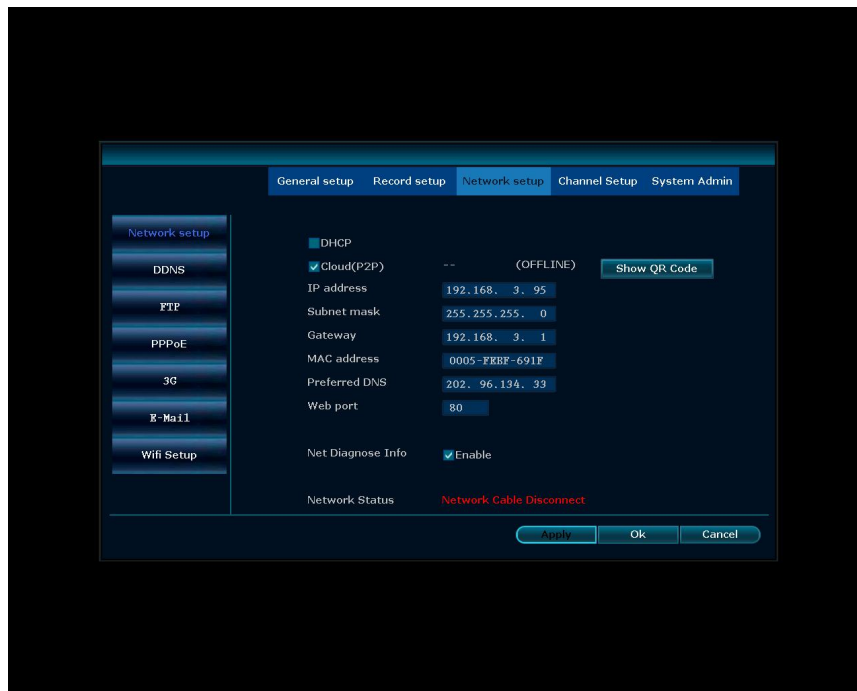 General setup Record setup Network setup Channel Setup System Admin
Network setup
DDNS
FTP
PPPoE
3G
E-Mail
Wifi Setup
DHCP
Cloud(P2P) -- (OFFLINE) Show QR Code
IP address 192.168. 3. 95
Subnet mask 255.255.255. 0
Gateway 192.168. 3. 1
MAC address 0005-FKBF-691F
Preferred DNS 202. 96.134. 33
Web port 80
Net Diagnose Info Enable
Network Status Network Cable Disconnect
Apply Ok Cancel